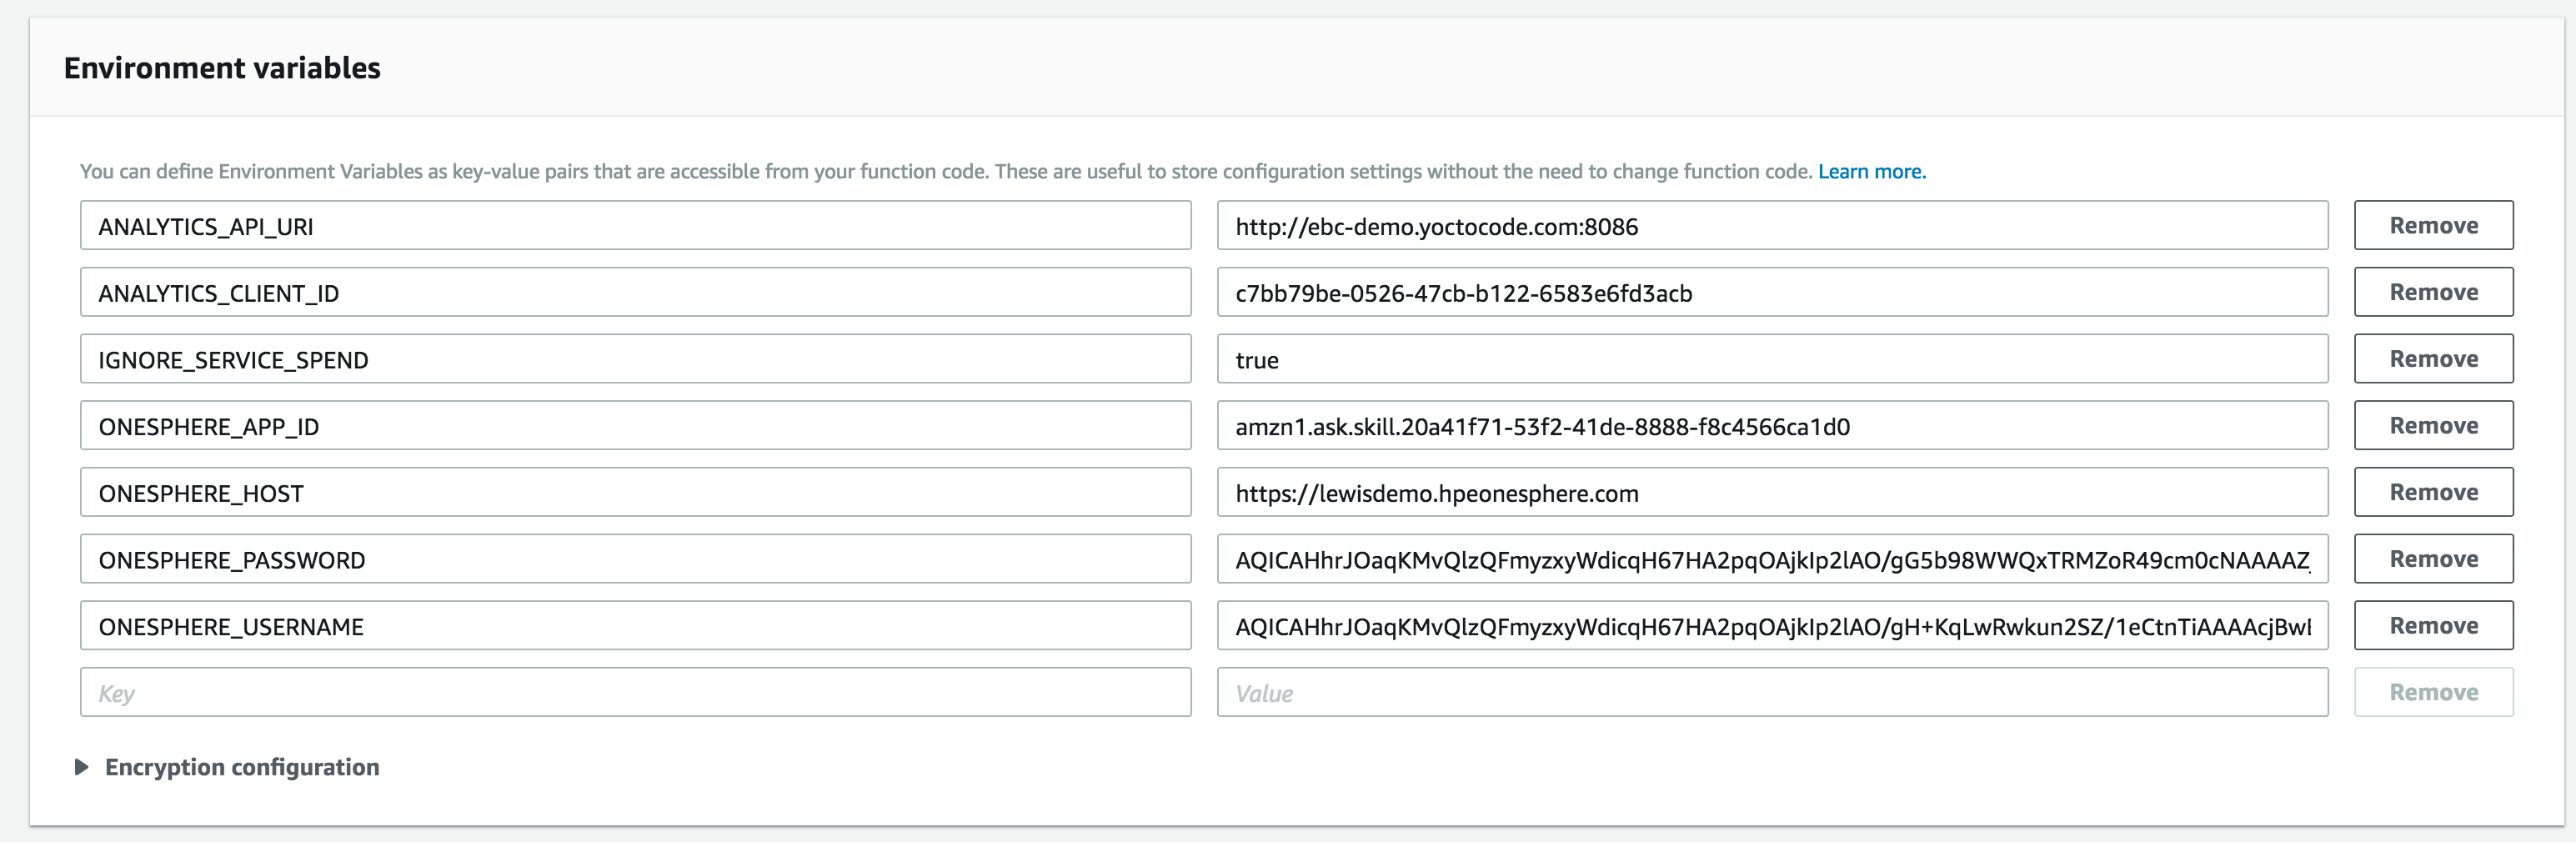 Environment variables
You can define Environment Variables as key-value pairs that are accessible from your function code. These are useful to store configuration settings without the need to change function code. Learn more.
ANALYTICS_API_URI http://ebc-demo.yoctocode.com:8086 Remove
ANALYTICS_CLIENT_ID c7bb79be-0526-47cb-b122-6583e6fd3acb Remove
IGNORE_SERVICE_SPEND true Remove
ONESPHERE_APP_ID amzn1.ask.skill.20a41f71-53f2-41de-8888-f8c4566ca1d0 Remove
ONESPHERE_HOST https://lewisdemo.hpeonesphere.com Remove
ONESPHERE_PASSWORD AQICAHhrJOaqKMvQlzQFmyzxyWdicqH67HA2pqOAjkIp2lAO/gG5b98WWQxTRMZoR49cm0cNAAAAZ Remove
ONESPHERE_USERNAME AQICAHhrJOaqKMvQlzQFmyzxyWdicqH67HA2pqOAjkIp2lAO/gH+KqLwRwkun2SZ/1eCtnTiAAAAcjBw Remove
Key Value Remove
Encryption configuration